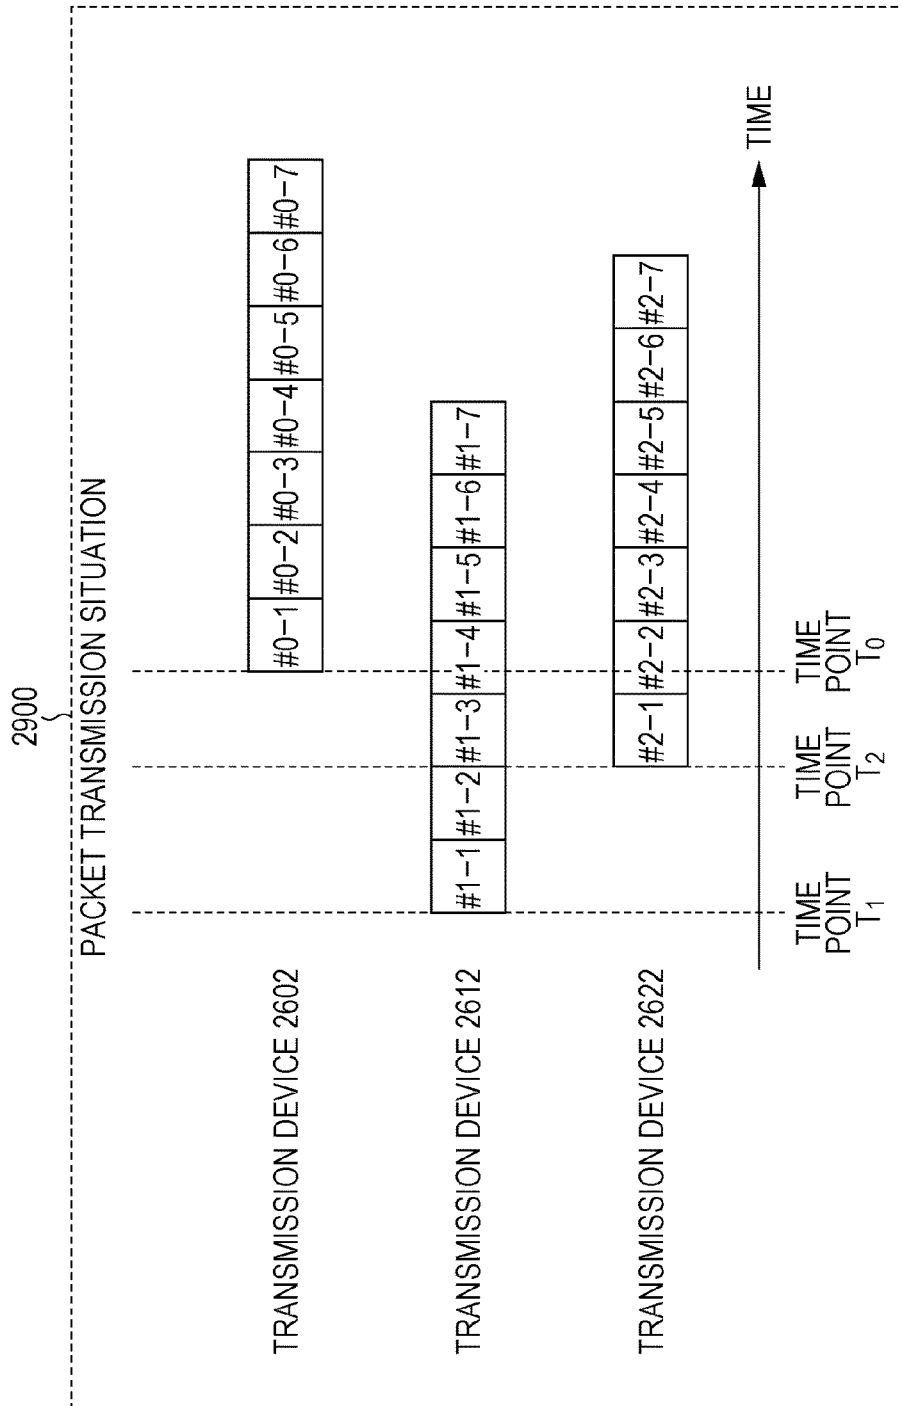 2900
PACKET TRANSMISSION SITUATION
TRANSMISSION DEVICE 2602
#0-1 #0-2 #0-3 #0-4 #0-5 #0-6 #0-7
TRANSMISSION DEVICE 2612
#1-1 #1-2 #1-3 #1-4 #1-5 #1-6 #1-7
TRANSMISSION DEVICE 2622
#2-1 #2-2 #2-3 #2-4 #2-5 #2-6 #2-7
TIME
TIME
POINT
T1
TIME
POINT
T2
TIME
POINT
T0